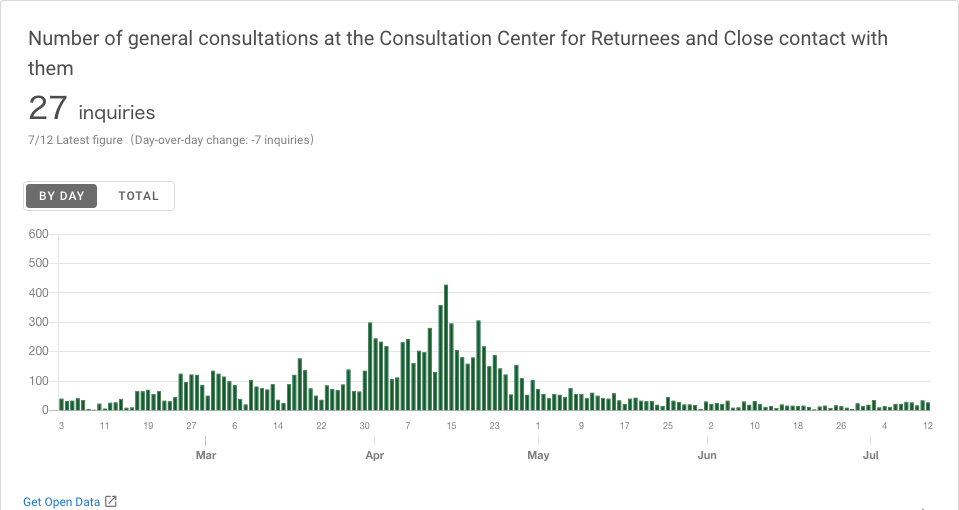 Number of general consultations at the Consultation Center for Returnees and Close contact with
them
27 inquiries
7/12 Latest figure（Day-over-day change: -7 inquiries）
BY DAY TOTAL
600
500
400
300
200
100
0
3 11 19 27 6 14 22 30 7 15 23 1 9 17 25 2 10 18 26 4 12
Mar Apr May Jun Jul
Get Open Data